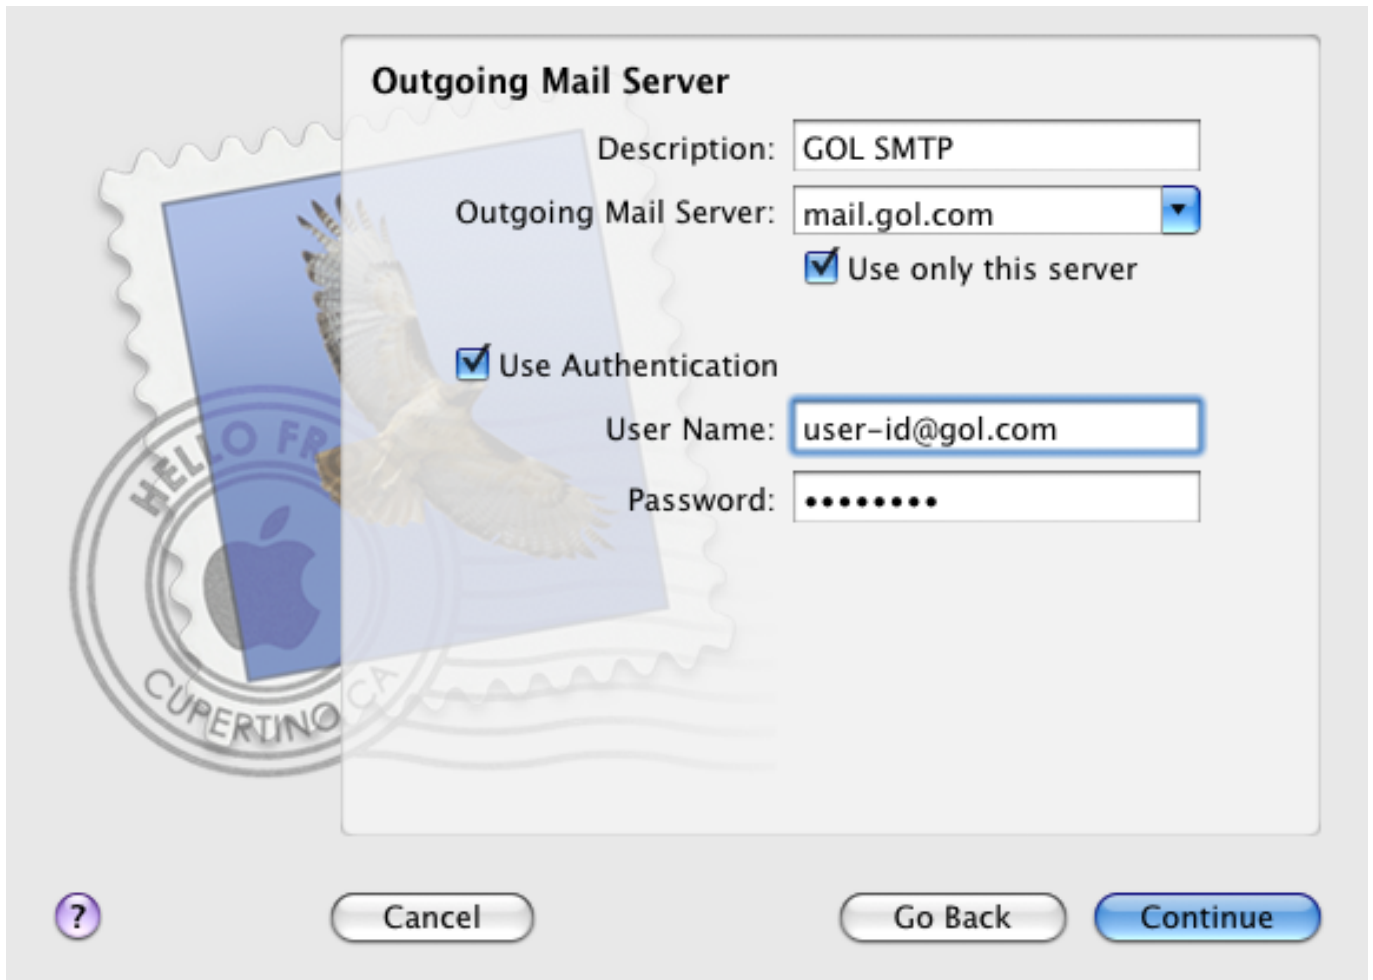 Outgoing Mail Server
Description: GOL SMTP
Outgoing Mail Server: mail.gol.com
Use only this server
Use Authentication
User Name: user-id@gol.com
Password: ••••••••
HELLO FR
CUPERTINO CA
? Cancel Go Back Continue